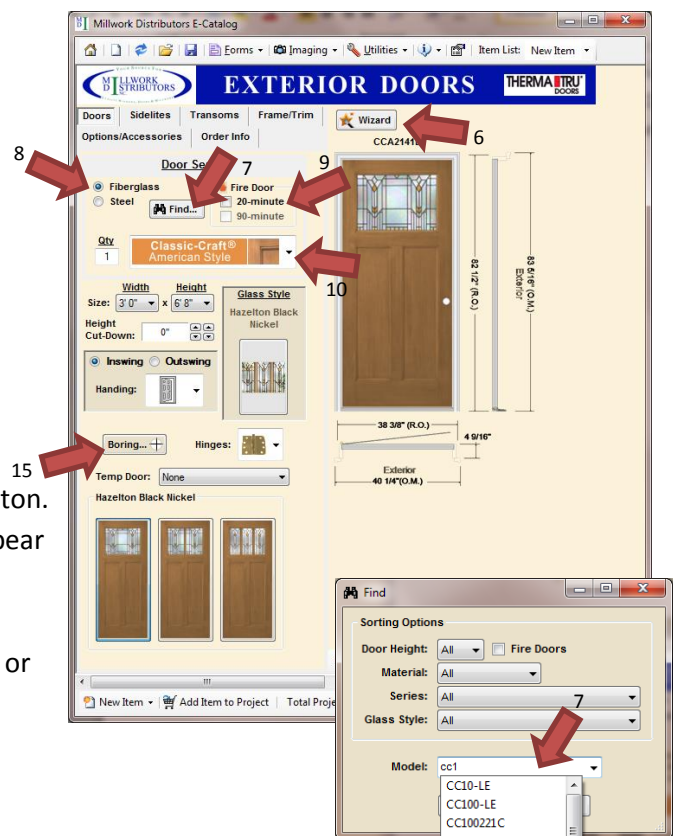 Millwork Distributors E-Catalog
Forms Imaging Utilities Item List: New Item
MILLWORK DISTRIBUTORS EXTERIOR DOORS THERMA TRU DOORS
Doors Sidelites Transoms Frame/Trim
Options/Accessories Order Info
Wizard
6
CCA2141
8
Door Se
7
9
Fiberglass
Steel
Find...
Fire Door
20-minute
90-minute
Qty
1
Classic-Craft®
American Style
10
Width Height
Size: 3' 0" x 6' 8"
Height
Cut-Down: 0"
Glass Style
Hazelton Black
Nickel
Inswing Outswing
Handing:
82 1/2" (R.O.)
Exterior
83 5/16" (O.M.)
38 3/8" (R.O.)
4 9/16"
Exterior
40 1/4"(O.M.)
15
Boring...
Hinges:
Temp Door: None
Hazelton Black Nickel
ton.
pear
or
New Item Add Item to Project Total Proje
Find
Sorting Options
Door Height: All Fire Doors
Material: All
Series: All
7
Glass Style: All
Model: cc1
CC10-LE
CC100-LE
CC100221C